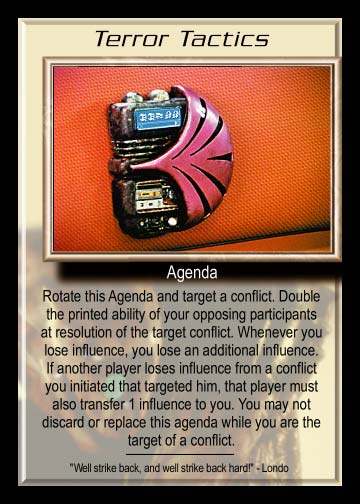 Terror Tactics
Agenda
Rotate this Agenda and target a conflict. Double
the printed ability of your opposing participants
at resolution of the target conflict. Whenever you
lose influence, you lose an additional influence.
If another player loses influence from a conflict
you initiated that targeted him, that player must
also transfer 1 influence to you. You may not
discard or replace this agenda while you are the
target of a conflict.
"Well strike back, and well strike back hard!" - Londo